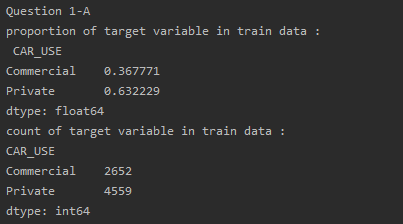 Question 1-A
proportion of target variable in train data :
 CAR_USE
Commercial    0.367771
Private       0.632229
dtype: float64
count of target variable in train data :
CAR_USE
Commercial    2652
Private       4559
dtype: int64